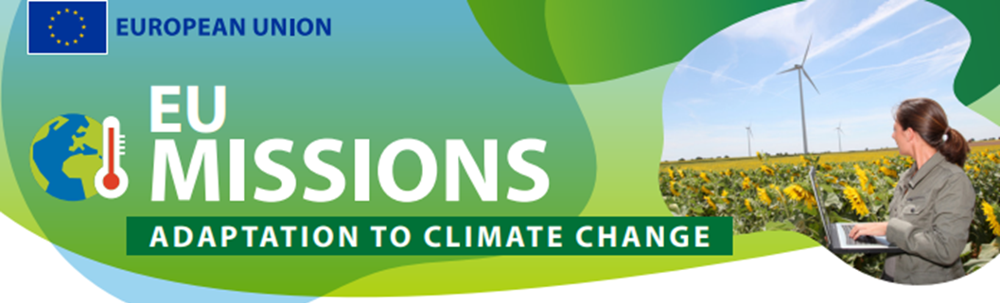 EUROPEAN UNION
EU
MISSIONS
ADAPTATION TO CLIMATE CHANGE